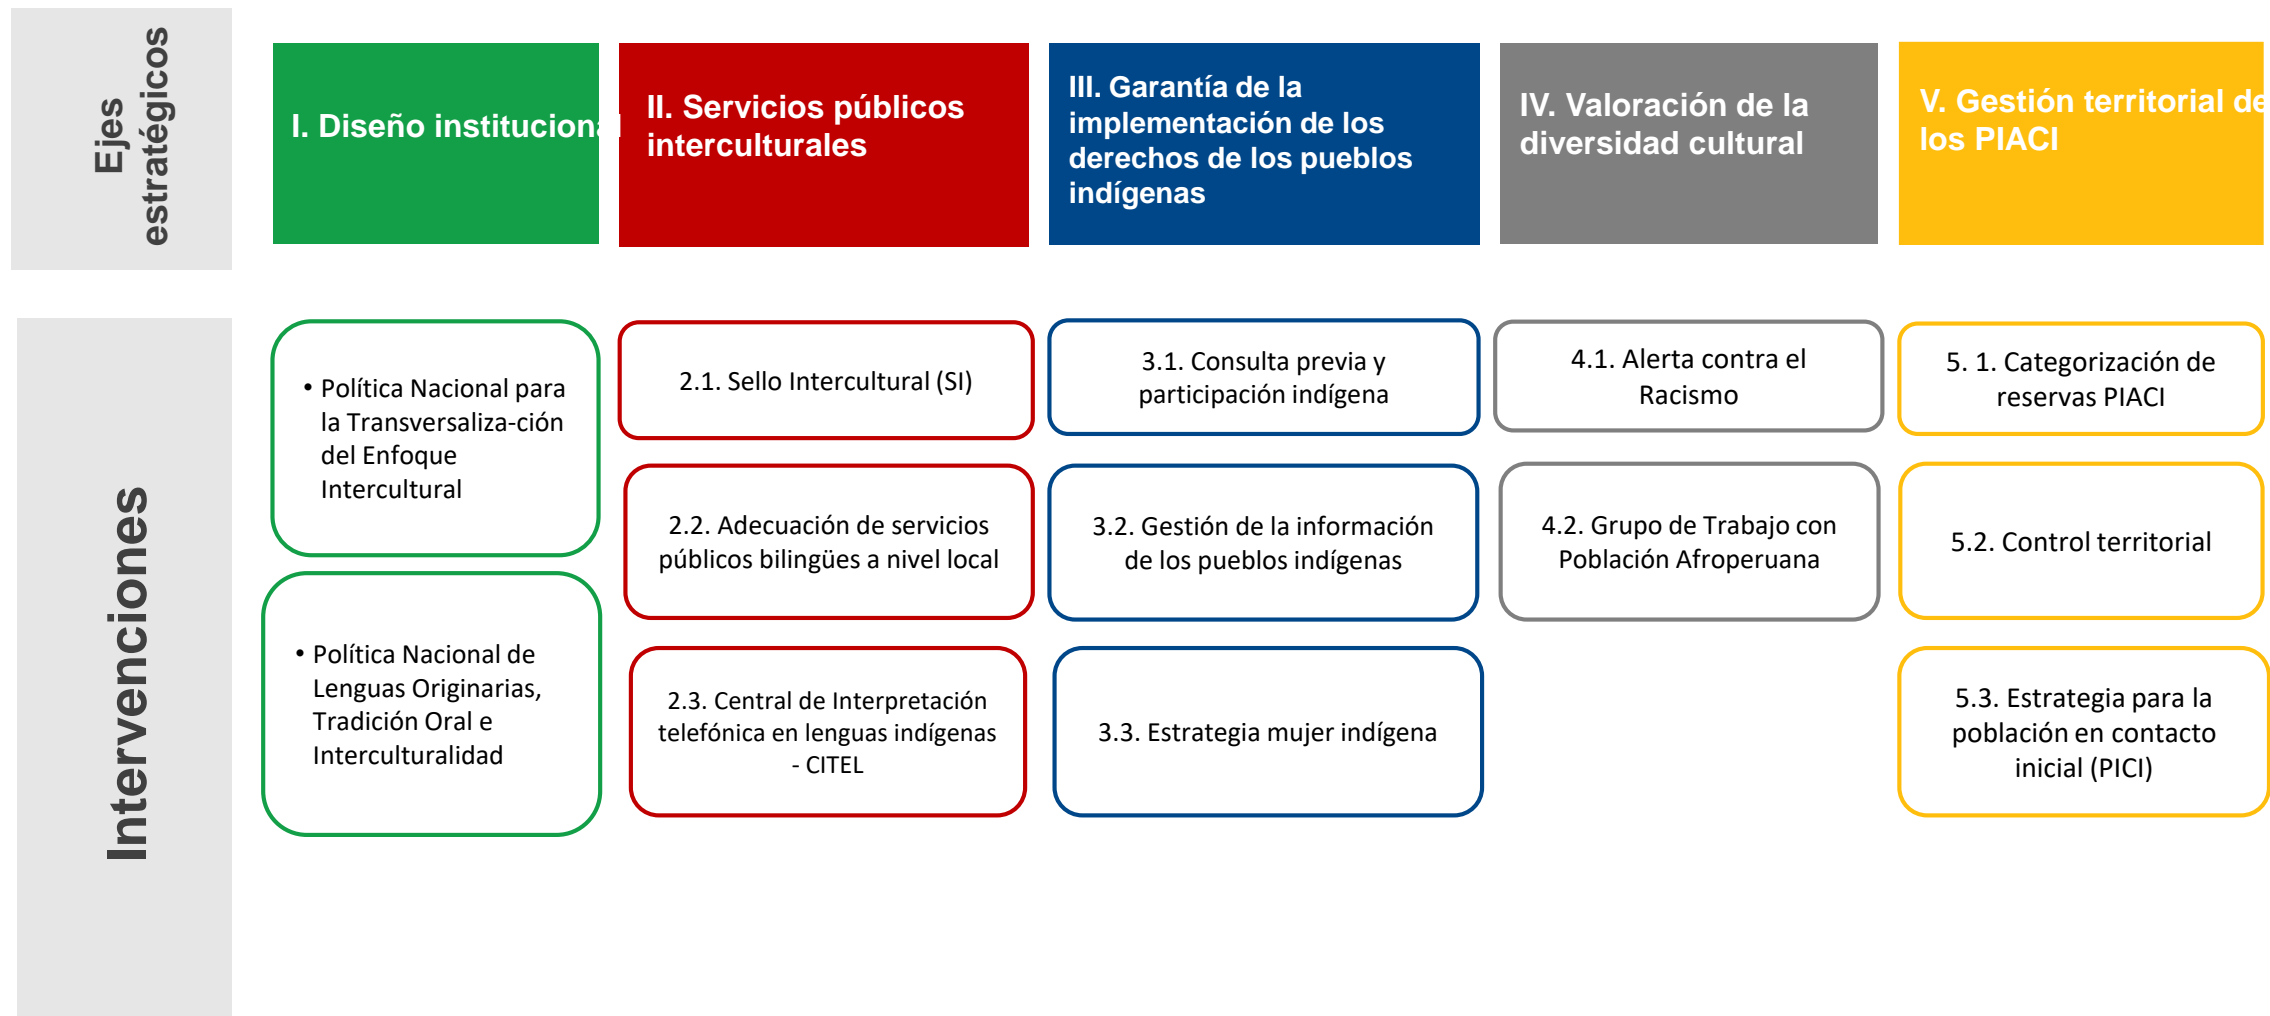 Ejes
estratégicos
I. Diseño institucional
II. Servicios públicos
interculturales
III. Garantía de la
implementación de los
derechos de los pueblos
indígenas
IV. Valoración de la
diversidad cultural
V. Gestión territorial de
los PIACI
Intervenciones
• Política Nacional para
la Transversaliza-ción
del Enfoque
Intercultural
• Política Nacional de
Lenguas Originarias,
Tradición Oral e
Interculturalidad
2.1. Sello Intercultural (SI)
2.2. Adecuación de servicios
públicos bilingües a nivel local
2.3. Central de Interpretación
telefónica en lenguas indígenas
- CITEL
3.1. Consulta previa y
participación indígena
3.2. Gestión de la información
de los pueblos indígenas
3.3. Estrategia mujer indígena
4.1. Alerta contra el
Racismo
4.2. Grupo de Trabajo con
Población Afroperuana
5. 1. Categorización de
reservas PIACI
5.2. Control territorial
5.3. Estrategia para la
población en contacto
inicial (PICI)